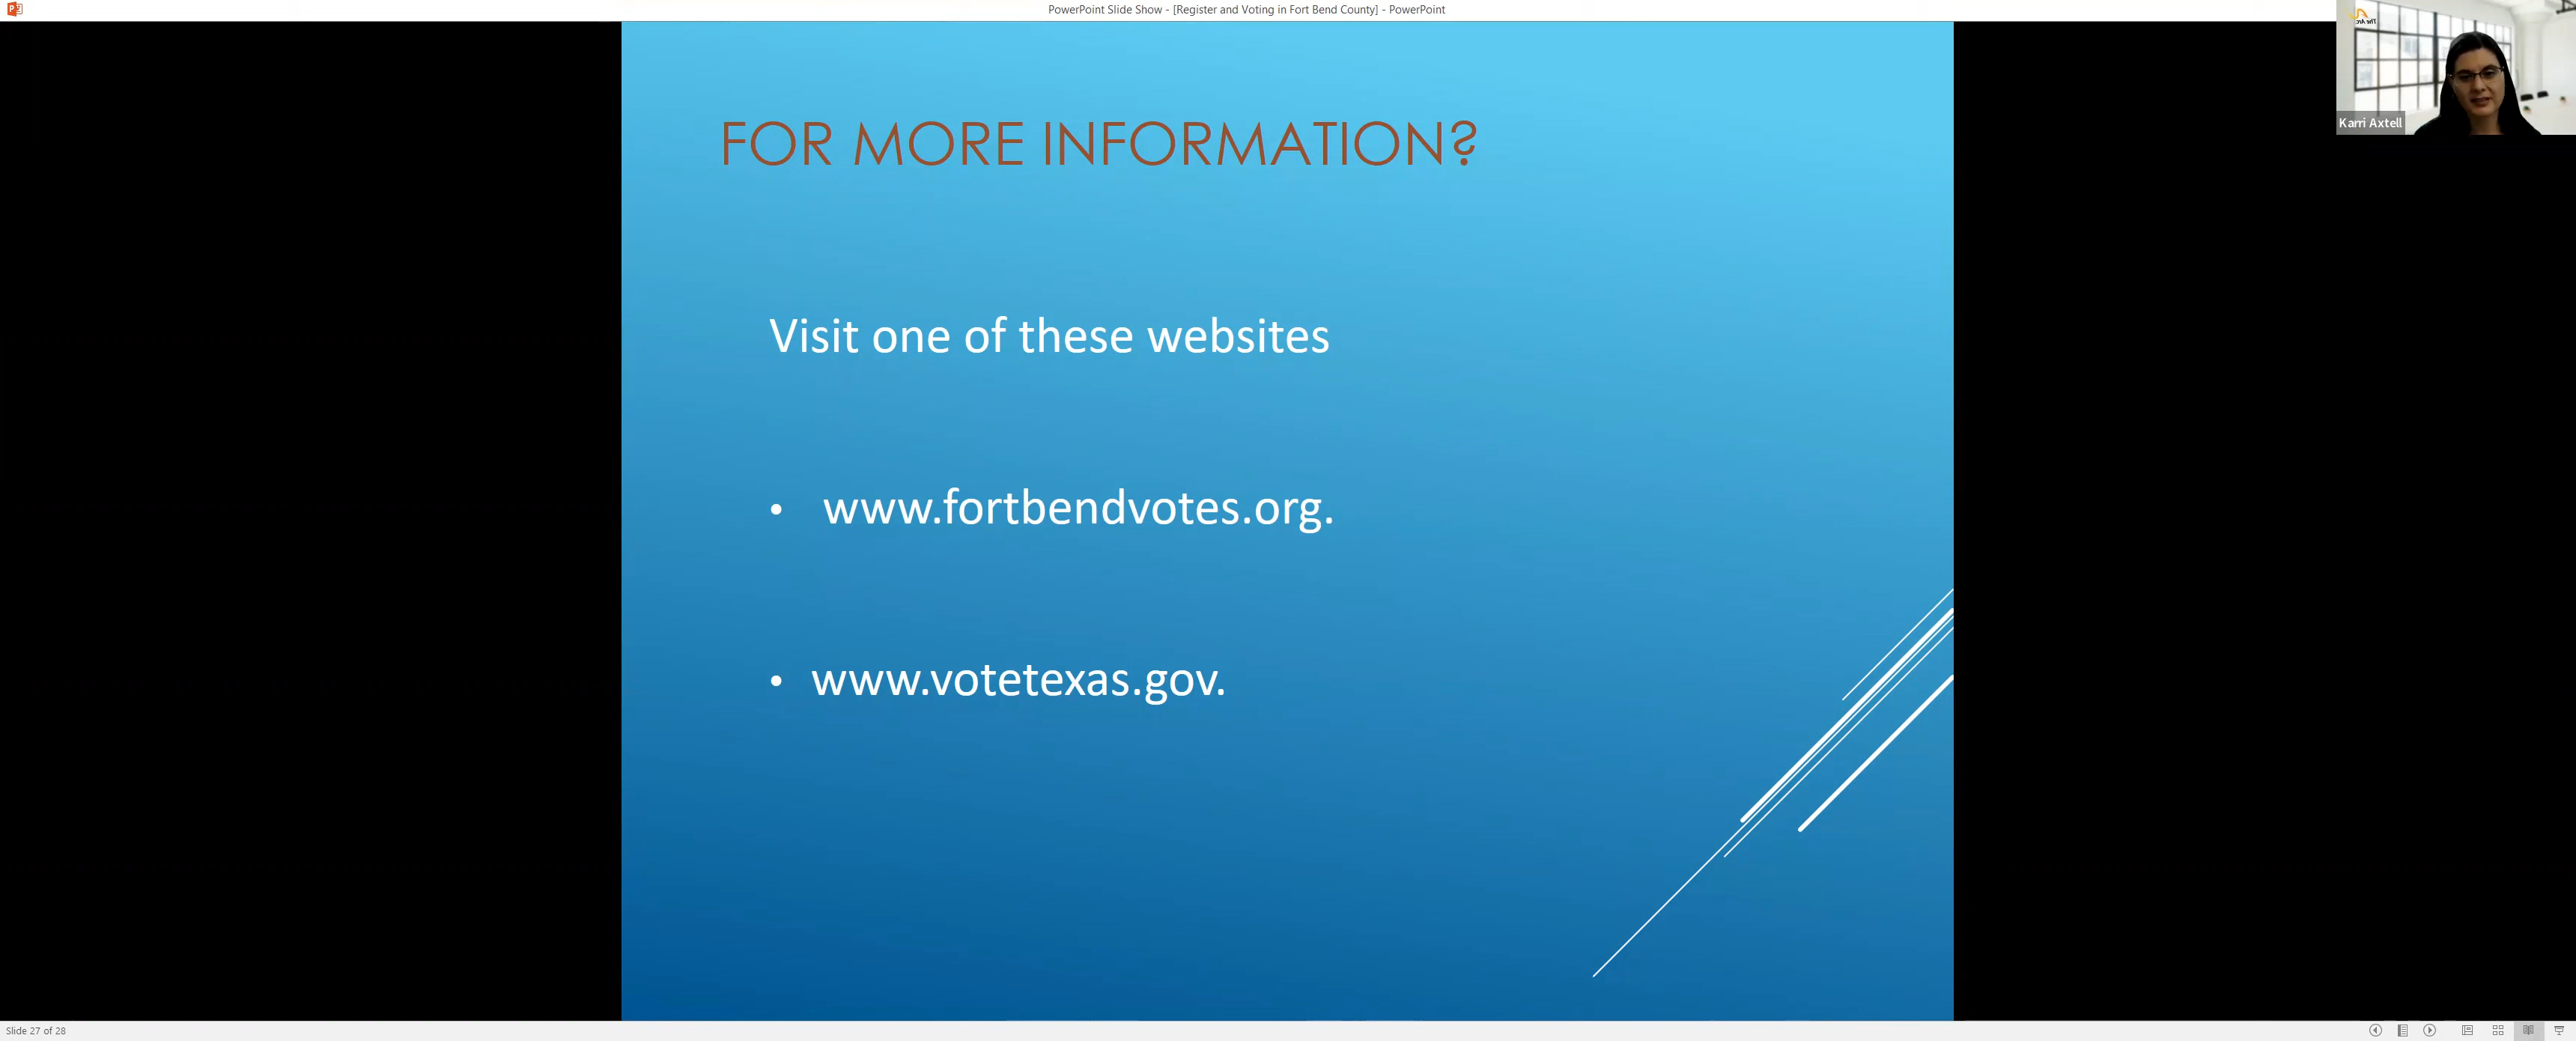 PowerPoint Slide Show - [Register and Voting in Fort Bend County] - PowerPoint
Karri Axtell
FOR MORE INFORMATION?
Visit one of these websites
• www.fortbendvotes.org.
• www.votetexas.gov.
Slide 27 of 28